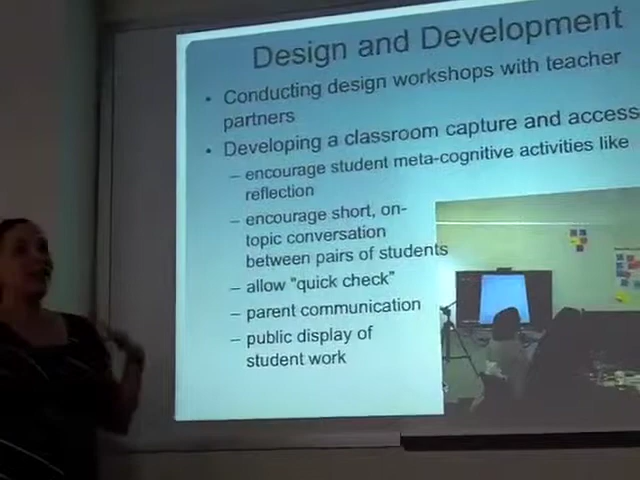 Design and Development
• Conducting design workshops with teacher
partners
• Developing a classroom capture and access
– encourage student meta-cognitive activities like
reflection
– encourage short, on-
topic conversation
between pairs of students
– allow "quick check"
– parent communication
– public display of
student work